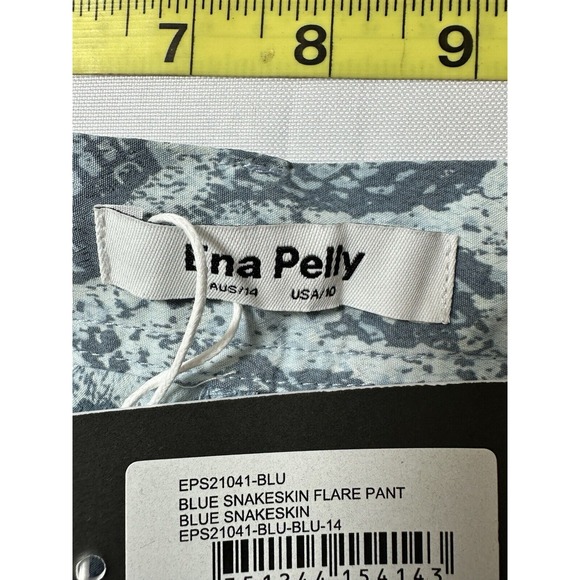 7 8 9
Ena Pelly
AUS/14 USA/10
EPS21041-BLU
BLUE SNAKESKIN FLARE PANT
BLUE SNAKESKIN
EPS21041-BLU-BLU-14
154143